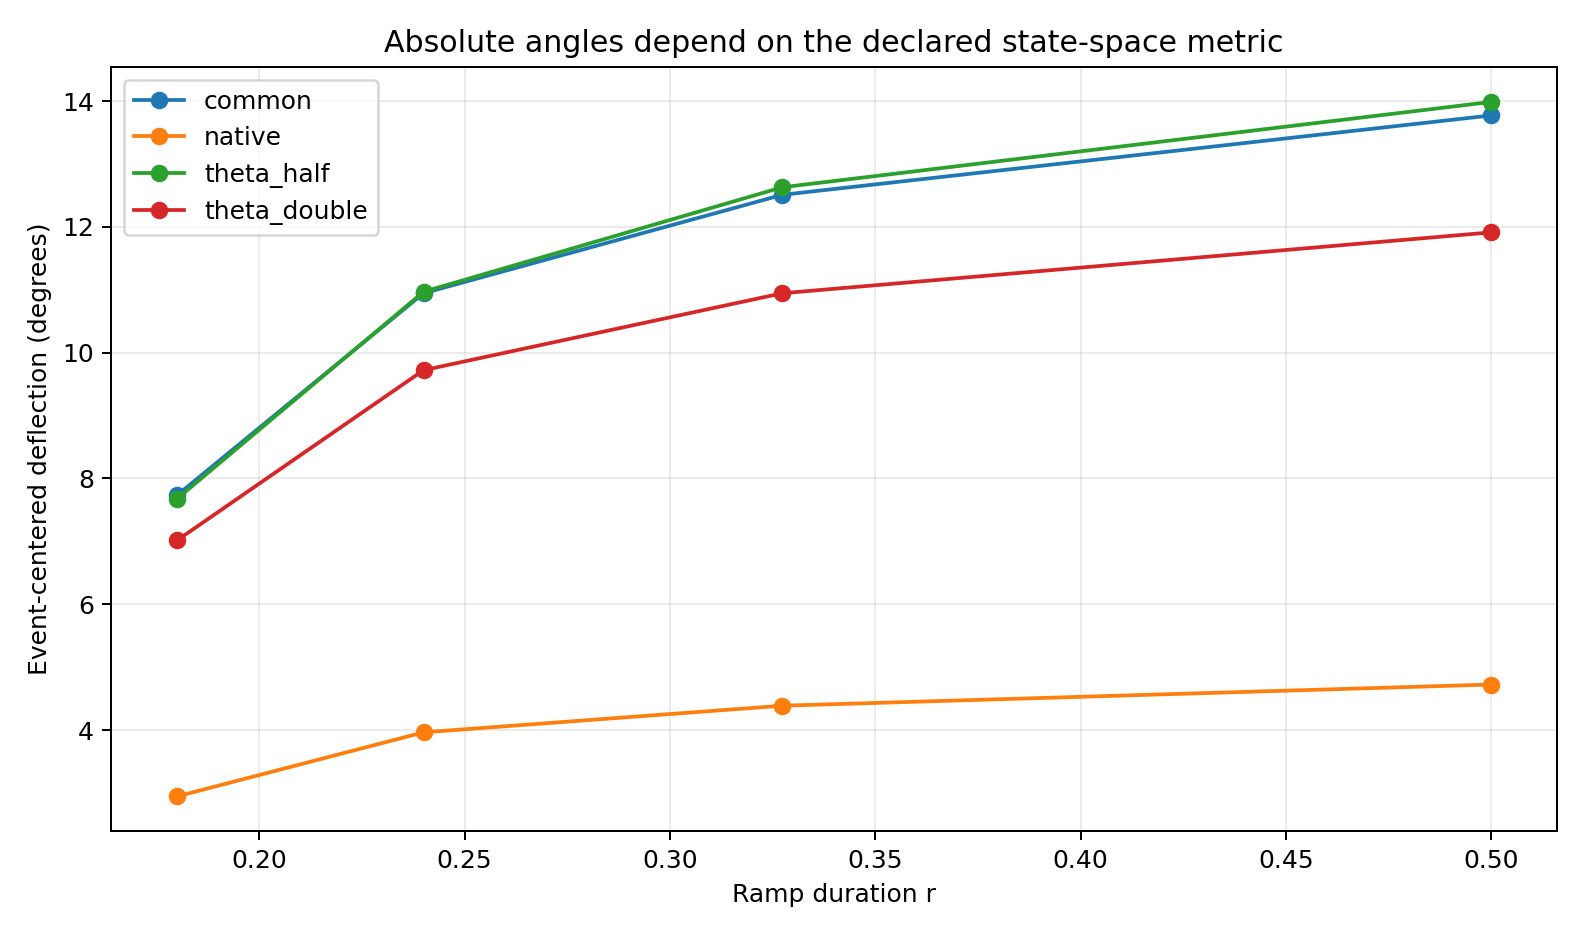 Absolute angles depend on the declared state-space metric
common
native
theta_half
theta_double
Event-centered deflection (degrees)
14
12
10
8
6
4
0.20 0.25 0.30 0.35 0.40 0.45 0.50
Ramp duration r